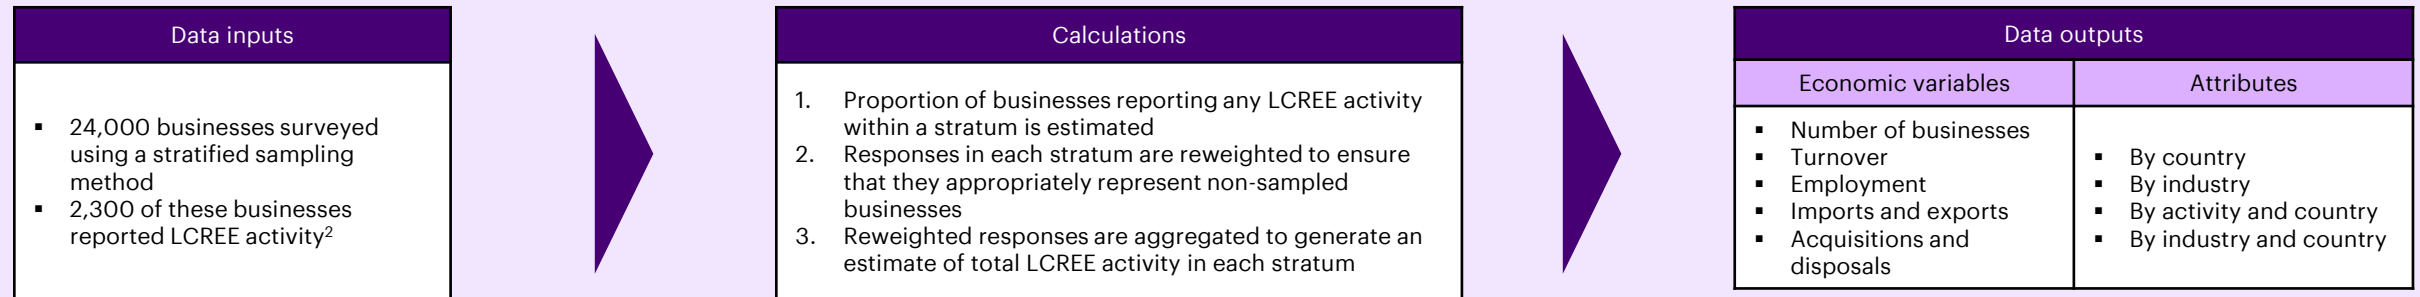 Data inputs
▪ 24,000 businesses surveyed
using a stratified sampling
method
▪ 2,300 of these businesses
reported LCREE activity²
Calculations
1. Proportion of businesses reporting any LCREE activity
within a stratum is estimated
2. Responses in each stratum are reweighted to ensure
that they appropriately represent non-sampled
businesses
3. Reweighted responses are aggregated to generate an
estimate of total LCREE activity in each stratum
Data outputs
Economic variables
▪ Number of businesses
▪ Turnover
▪ Employment
▪ Imports and exports
▪ Acquisitions and
disposals
Attributes
▪ By country
▪ By industry
▪ By activity and country
▪ By industry and country